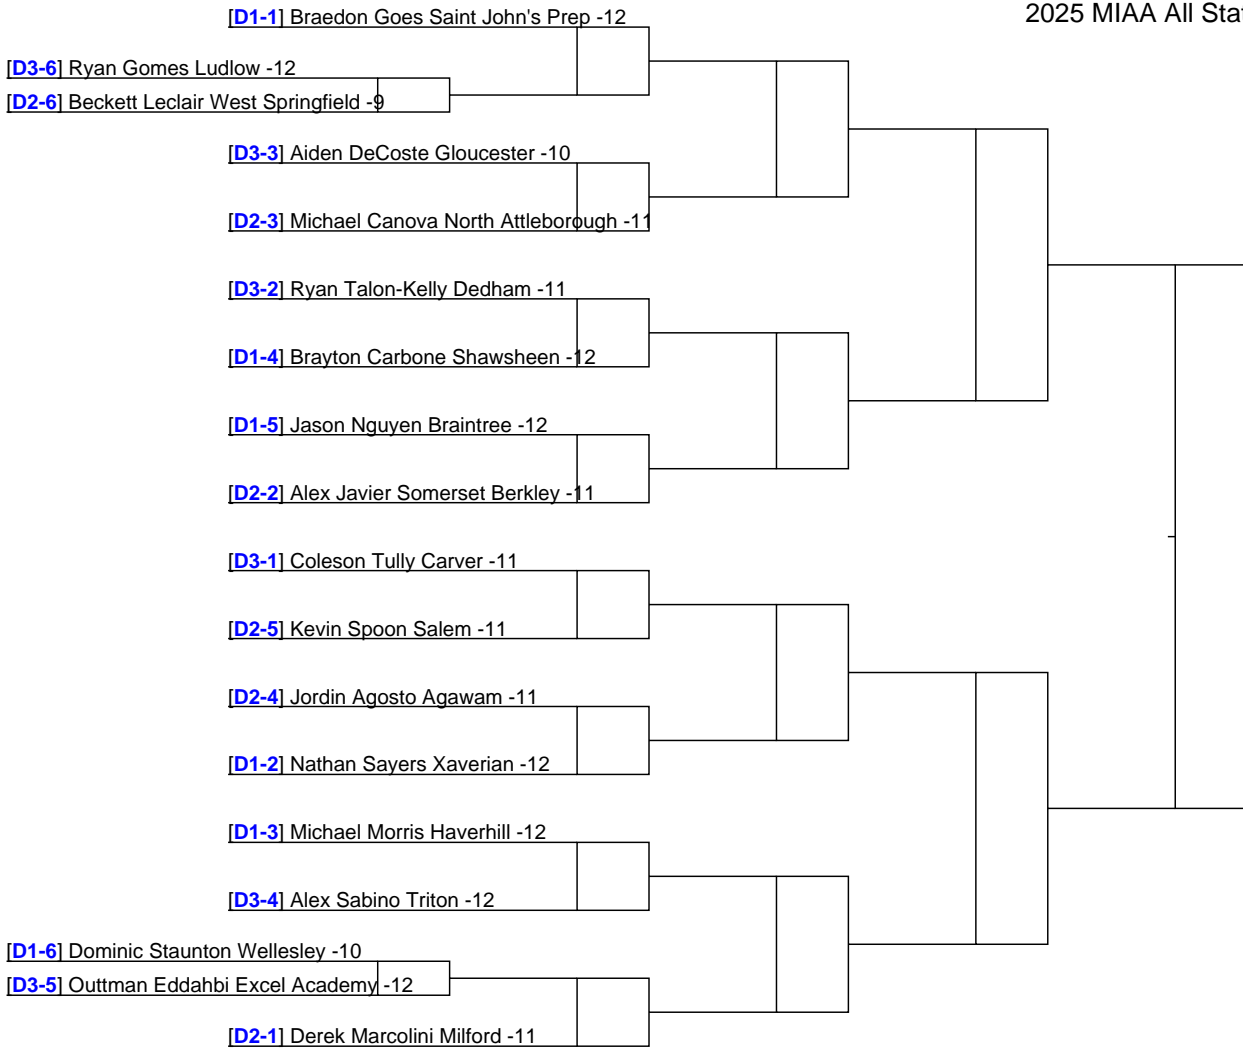 [D1-1] Braedon Goes Saint John's Prep -12
2025 MIAA All Stat
[D3-6] Ryan Gomes Ludlow -12
[D2-6] Beckett Leclair West Springfield -9
[D3-3] Aiden DeCoste Gloucester -10
[D2-3] Michael Canova North Attleborough -11
[D3-2] Ryan Talon-Kelly Dedham -11
[D1-4] Brayton Carbone Shawsheen -12
[D1-5] Jason Nguyen Braintree -12
[D2-2] Alex Javier Somerset Berkley -11
[D3-1] Coleson Tully Carver -11
[D2-5] Kevin Spoon Salem -11
[D2-4] Jordin Agosto Agawam -11
[D1-2] Nathan Sayers Xaverian -12
[D1-3] Michael Morris Haverhill -12
[D3-4] Alex Sabino Triton -12
[D1-6] Dominic Staunton Wellesley -10
[D3-5] Outtman Eddahbi Excel Academy -12
[D2-1] Derek Marcolini Milford -11